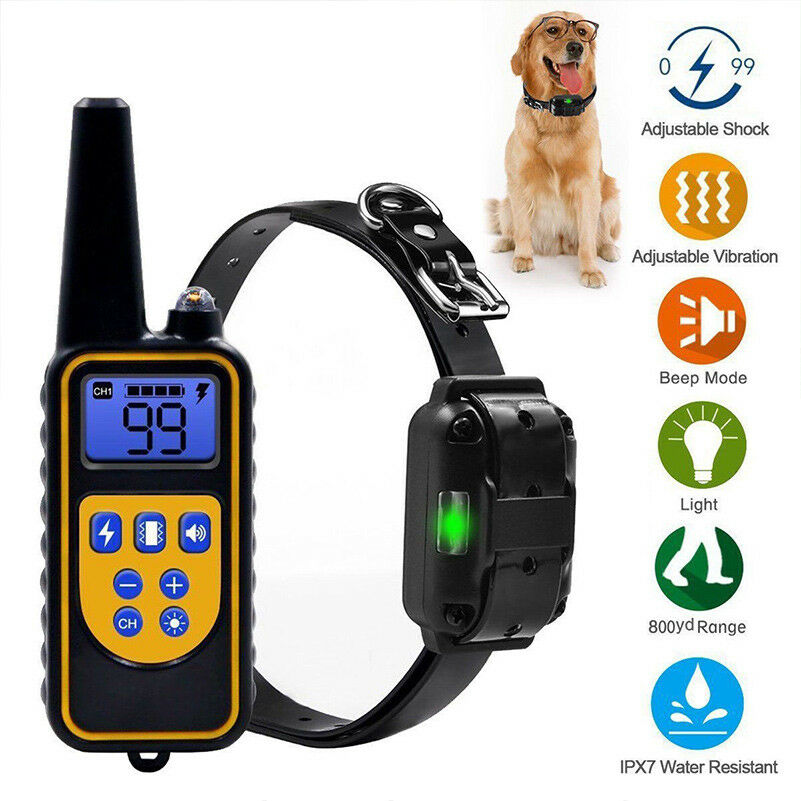 0 99
Adjustable Shock
Adjustable Vibration
Beep Mode
Light
800yd Range
IPX7 Water Resistant
CH1
99
− +
CH